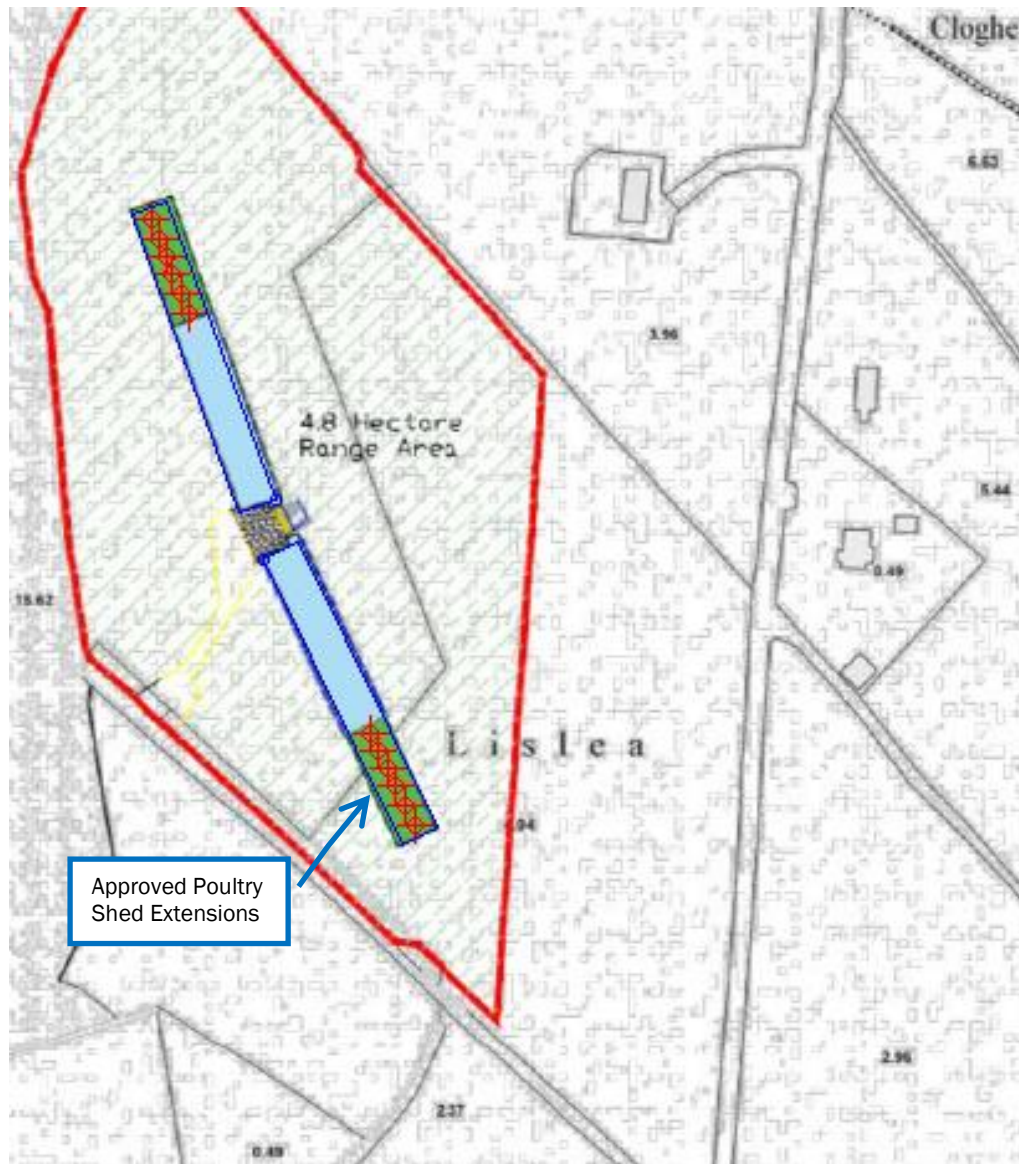 Cloghe
6.63
3.96
4.8 Hectare
Range Area
5.44
0.49
15.62
Lislea
.94
Approved Poultry
Shed Extensions
2.96
2.37
0.49